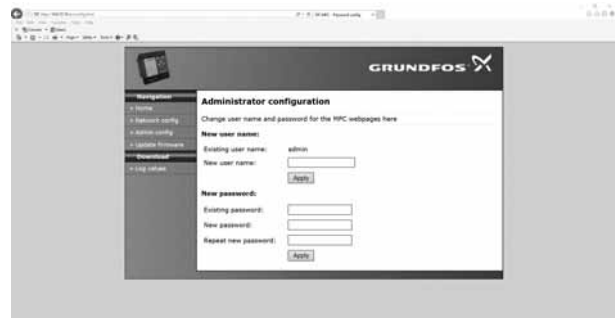 GRUNDFOS
Navigation
Home
Network config
Admin config
Update firmware
Download
Log values
Administrator configuration
Change user name and password for the MPC webpages here
New user name:
Existing user name: admin
New user name:
Apply
New password:
Existing password:
New password:
Repeat new password:
Apply